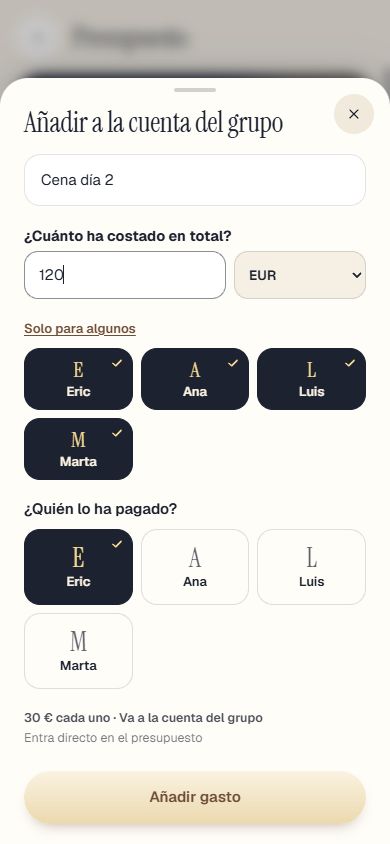 Presupuesto
Añadir a la cuenta del grupo
Cena día 2
¿Cuánto ha costado en total?
120
EUR
Solo para algunos
E
Eric
A
Ana
L
Luis
M
Marta
¿Quién lo ha pagado?
E
Eric
A
Ana
L
Luis
M
Marta
30 € cada uno · Va a la cuenta del grupo
Entra directo en el presupuesto
Añadir gasto